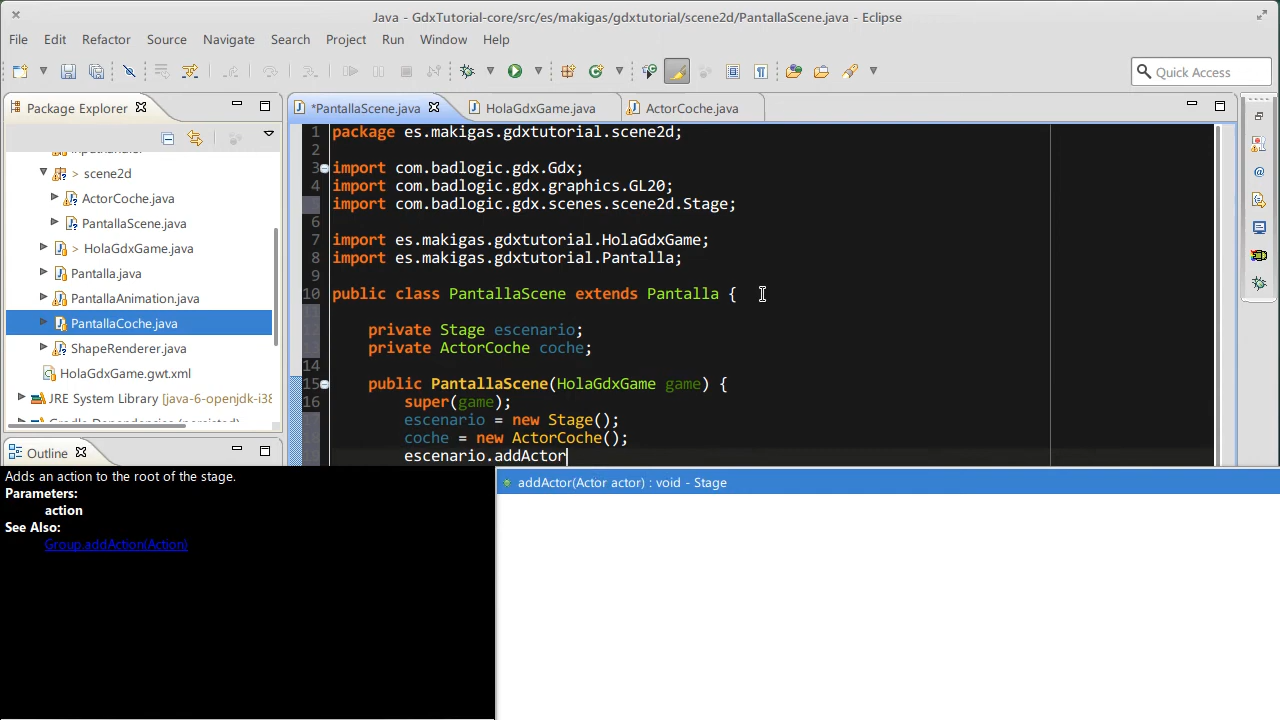 Java - GdxTutorial-core/src/es/makigas/gdxtutorial/scene2d/PantallaScene.java - Eclipse
File Edit Refactor Source Navigate Search Project Run Window Help
Quick Access
Package Explorer
> scene2d
ActorCoche.java
PantallaScene.java
> HolaGdxGame.java
Pantalla.java
PantallaAnimation.java
PantallaCoche.java
ShapeRenderer.java
HolaGdxGame.gwt.xml
JRE System Library [java-6-openjdk-i38
Outline
*PantallaScene.java HolaGdxGame.java ActorCoche.java
1 package es.makigas.gdxtutorial.scene2d;
2
3 import com.badlogic.gdx.Gdx;
4 import com.badlogic.gdx.graphics.GL20;
import com.badlogic.gdx.scenes.scene2d.Stage;
6
7 import es.makigas.gdxtutorial.HolaGdxGame;
8 import es.makigas.gdxtutorial.Pantalla;
9
10 public class PantallaScene extends Pantalla {
private Stage escenario;
private ActorCoche coche;
14
15 public PantallaScene(HolaGdxGame game) {
16 super(game);
17 escenario = new Stage();
18 coche = new ActorCoche();
escenario.addActor
Adds an action to the root of the stage.
Parameters:
action
See Also:
Group.addAction(Action)
addActor(Actor actor) : void - Stage